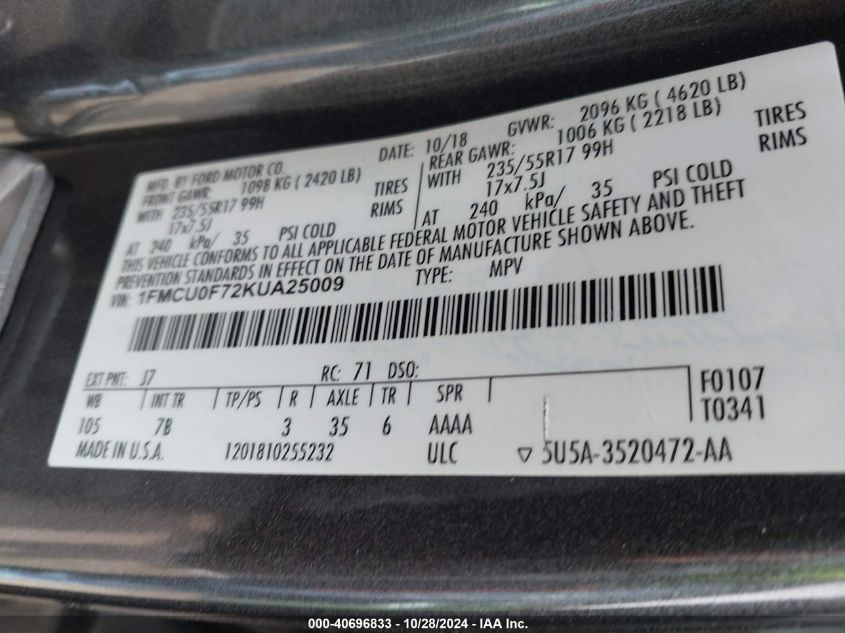 MFD. BY FORD MOTOR CO. DATE: 10/18 GVWR: 2096 KG ( 4620 LB)
FRONT GAWR: 1098 KG ( 2420 LB) REAR GAWR: 1006 KG ( 2218 LB)
WITH 235/55R17 99H TIRES WITH 235/55R17 99H TIRES
17x7.5J RIMS 17x7.5J RIMS
AT 240 kPa/ 35 PSI COLD AT 240 kPa/ 35 PSI COLD
THIS VEHICLE CONFORMS TO ALL APPLICABLE FEDERAL MOTOR VEHICLE SAFETY AND THEFT
PREVENTION STANDARDS IN EFFECT ON THE DATE OF MANUFACTURE SHOWN ABOVE.
VIN: 1FMCU0F72KUA25009 TYPE: MPV
EXT PNT: J7 RC: 71 DSO:
WB INT TR TP/PS R AXLE TR SPR F0107
105 7B 3 35 6 AAAA T0341
MADE IN U.S.A. 1201810255232 ULC ▽ 5U5A-3520472-AA
000-40696833 - 10/28/2024 - IAA Inc.